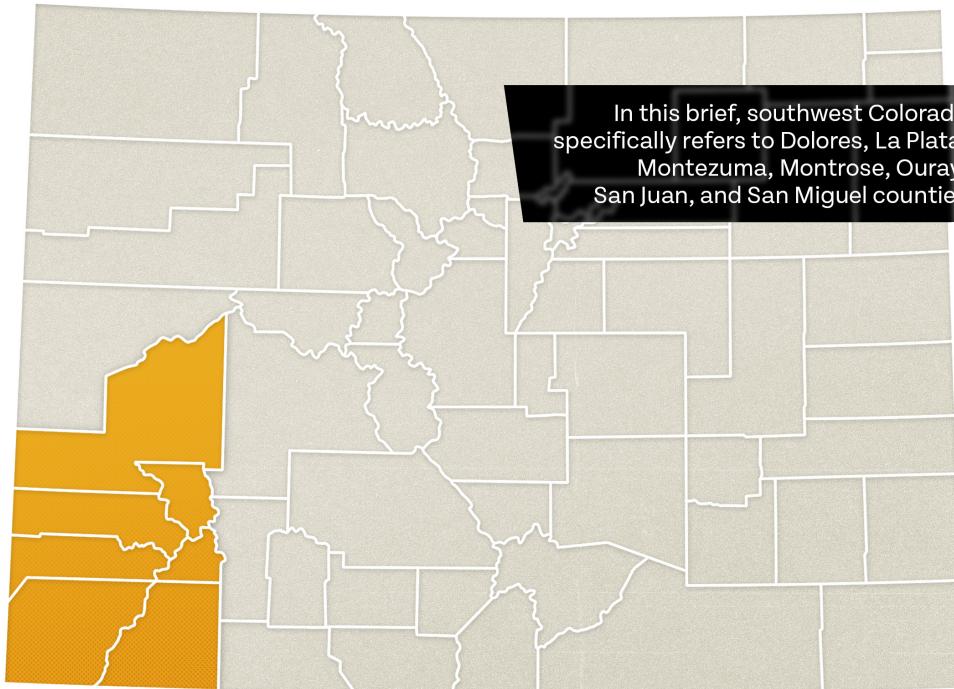 In this brief, southwest Colorad
specifically refers to Dolores, La Plata
Montezuma, Montrose, Ouray
San Juan, and San Miguel countie